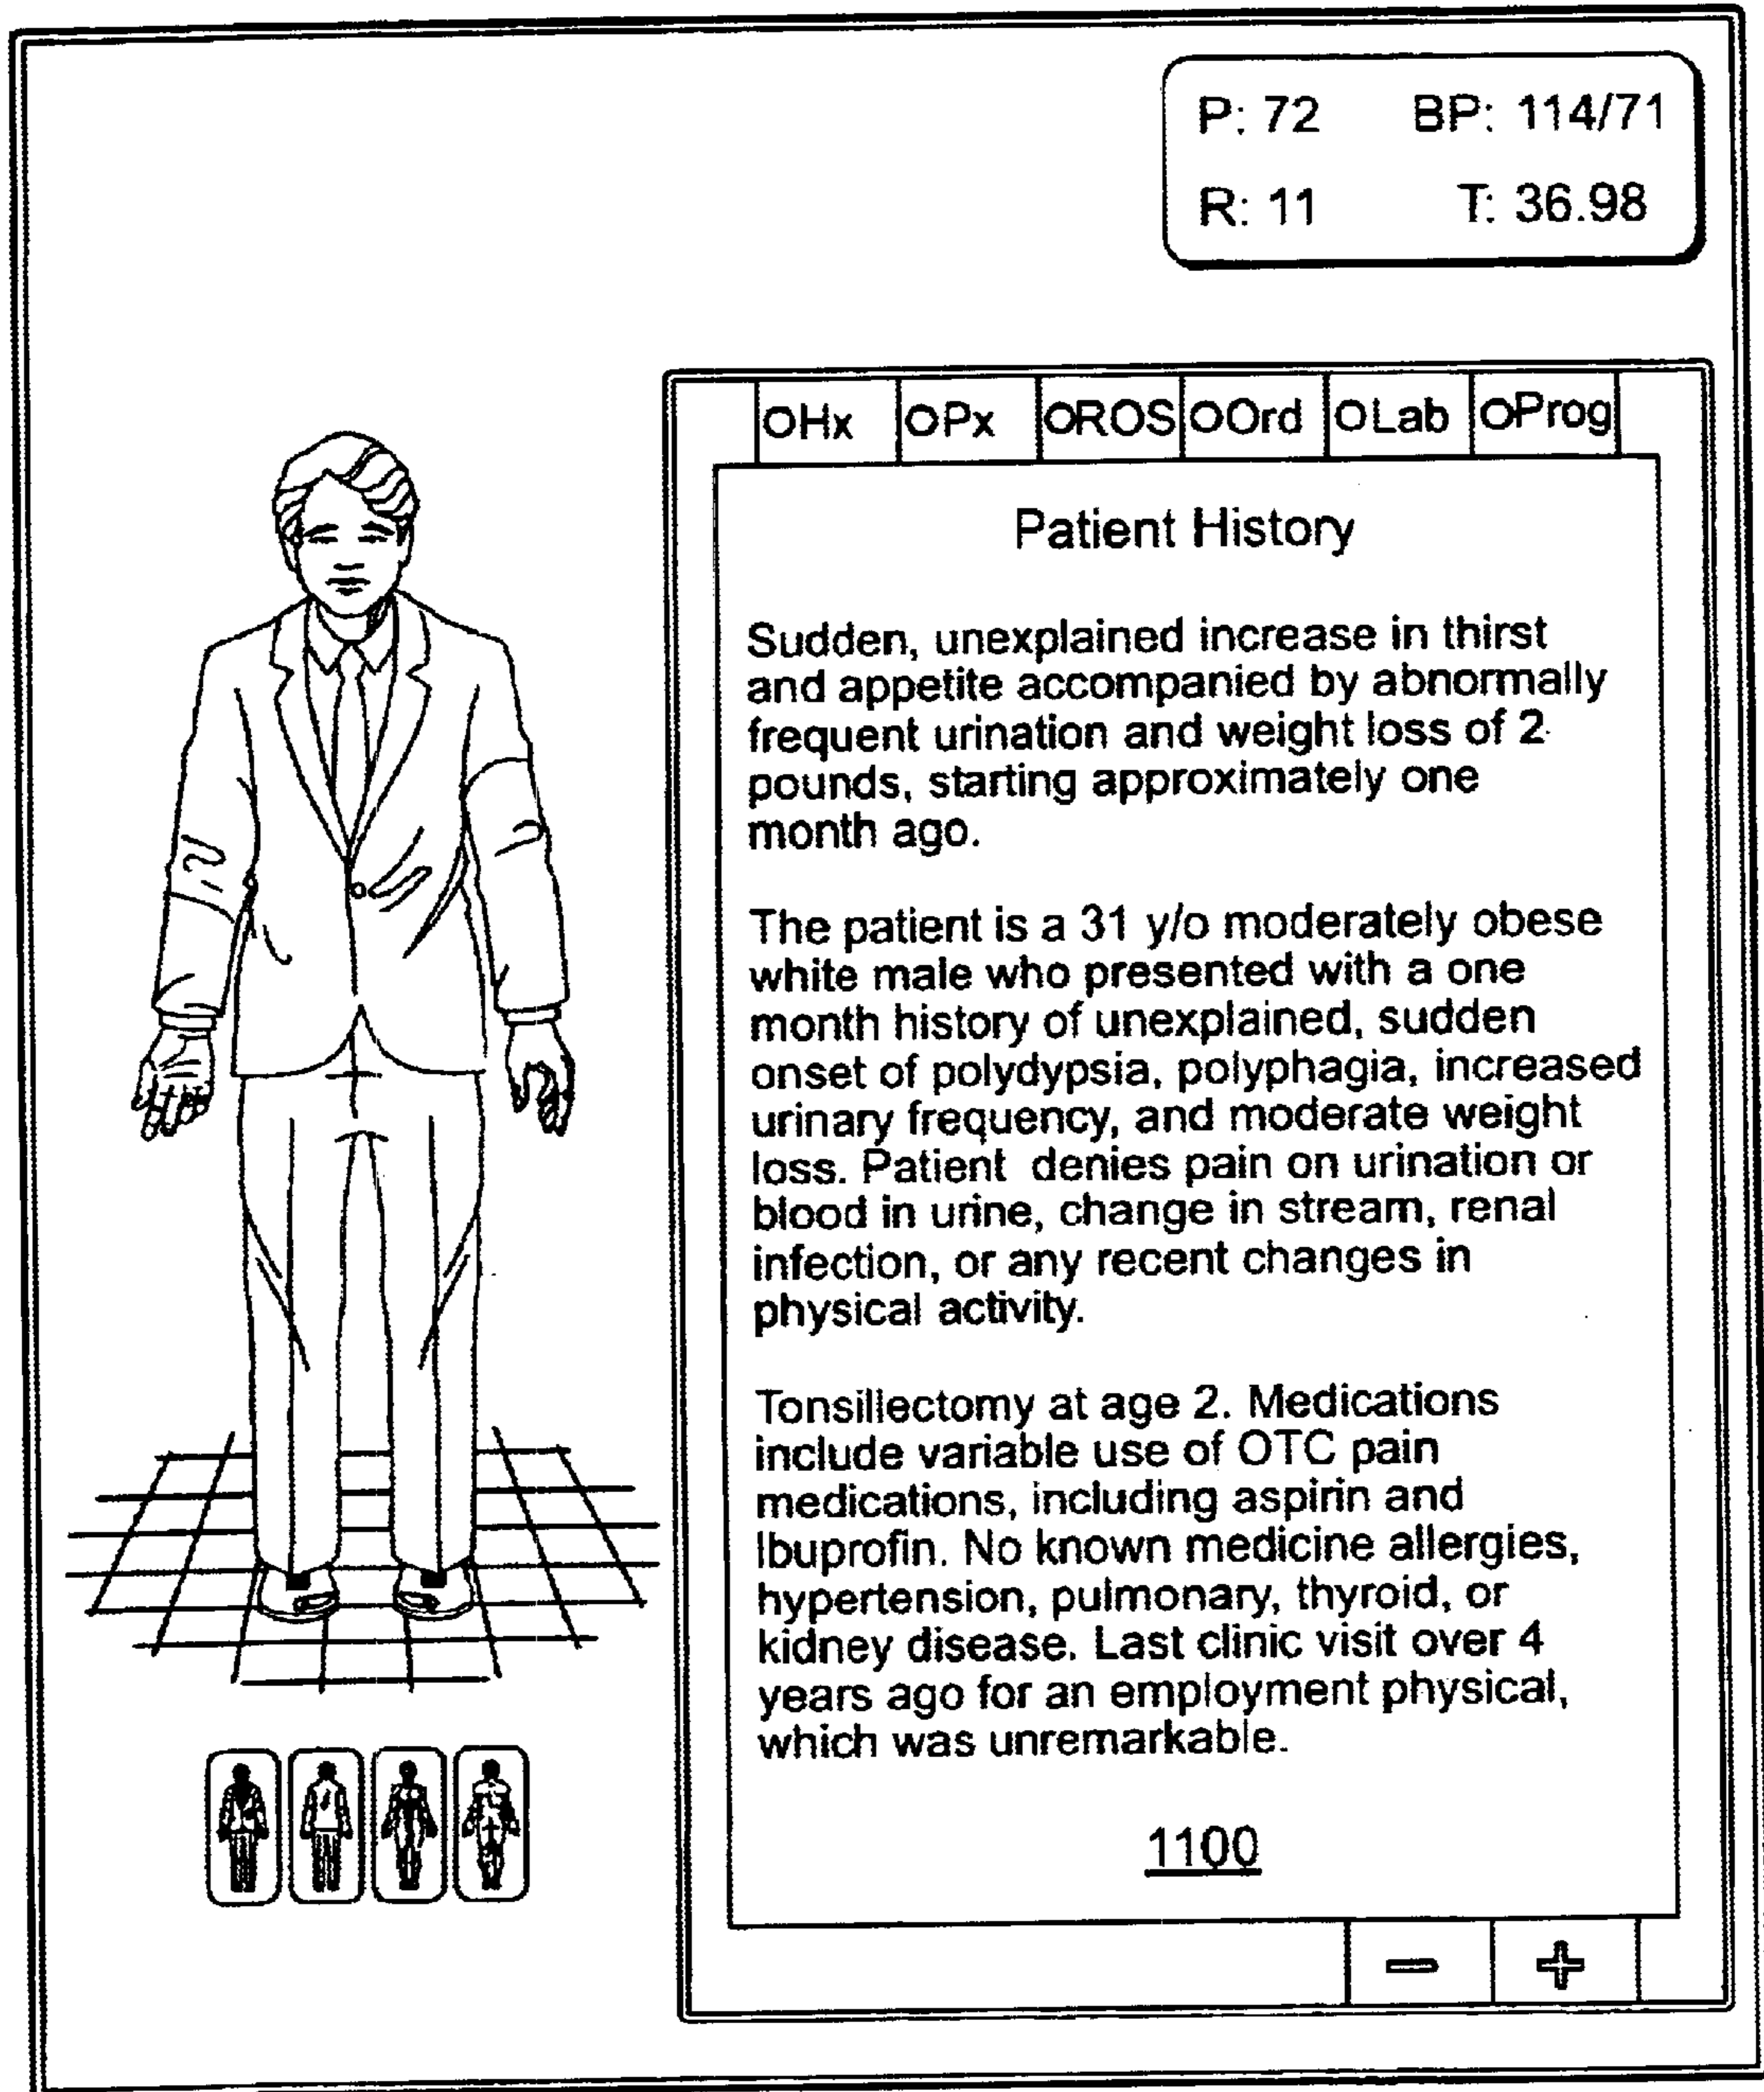 P: 72 BP: 114/71
R: 11 T: 36.98
Hx Px ROS Ord Lab Prog
Patient History
Sudden, unexplained increase in thirst
and appetite accompanied by abnormally
frequent urination and weight loss of 2
pounds, starting approximately one
month ago.
The patient is a 31 y/o moderately obese
white male who presented with a one
month history of unexplained, sudden
onset of polydypsia, polyphagia, increased
urinary frequency, and moderate weight
loss. Patient denies pain on urination or
blood in urine, change in stream, renal
infection, or any recent changes in
physical activity.
Tonsillectomy at age 2. Medications
include variable use of OTC pain
medications, including aspirin and
Ibuprofin. No known medicine allergies,
hypertension, pulmonary, thyroid, or
kidney disease. Last clinic visit over 4
years ago for an employment physical,
which was unremarkable.
1100
- +